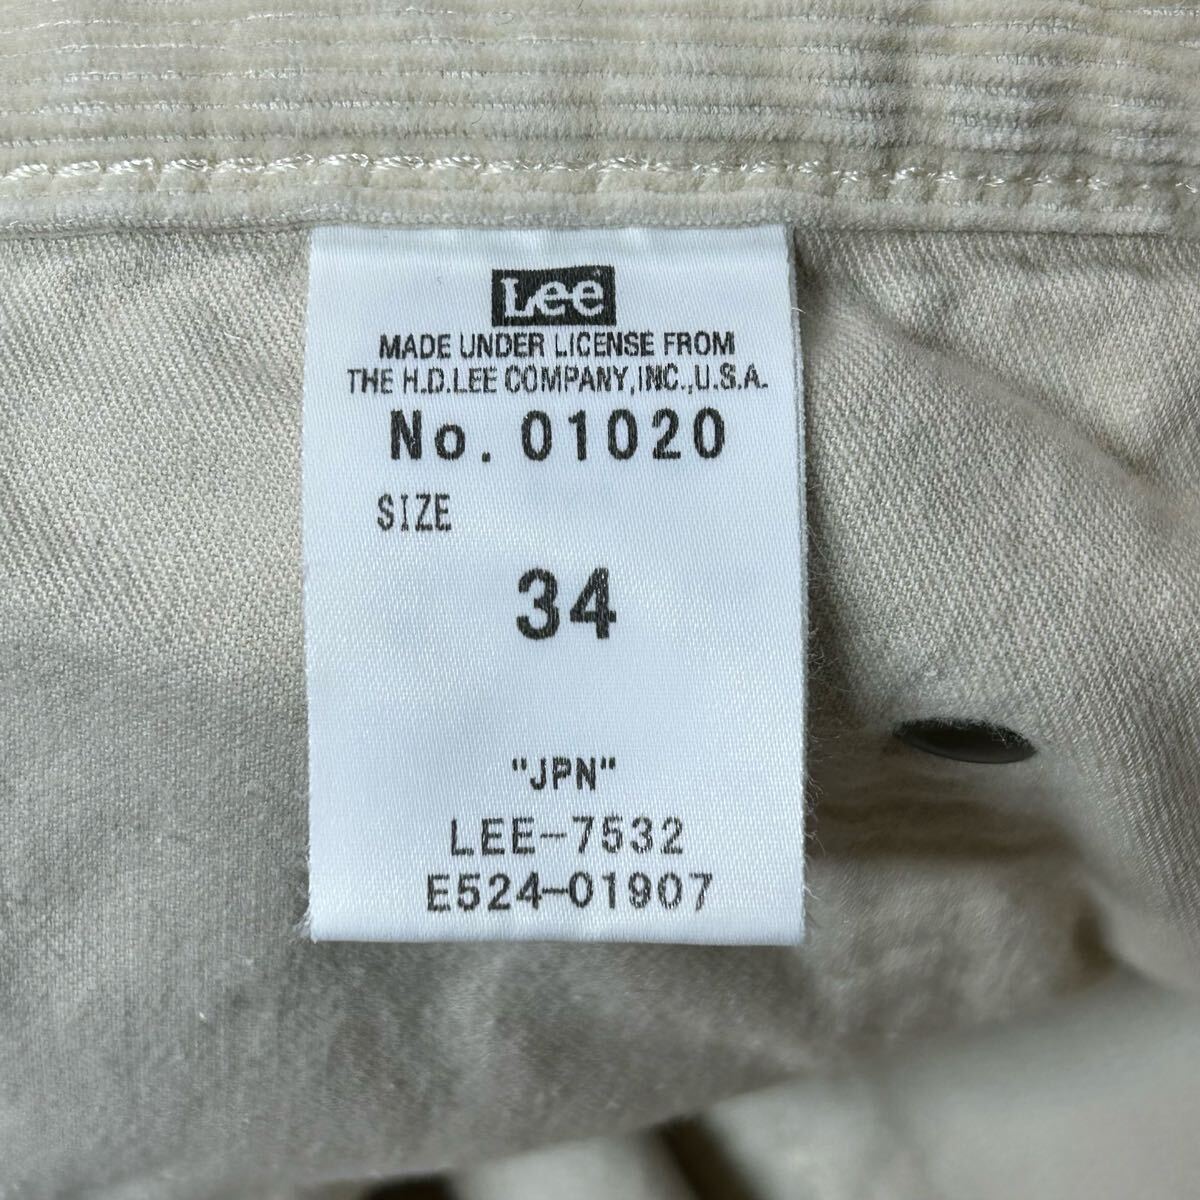 Lee
MADE UNDER LICENSE FROM
THE H.D.LEE COMPANY,INC.,U.S.A.
No. 01020
SIZE
34
"JPN"
LEE-7532
E524-01907